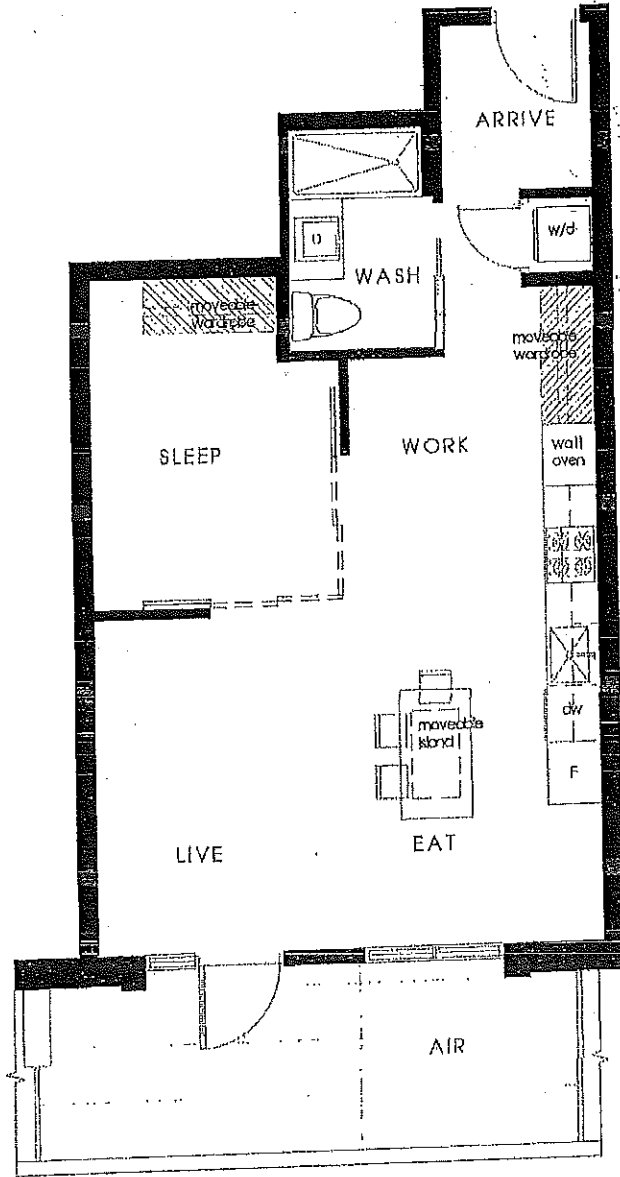 ARRIVE
w/d
WASH
moveable
wardrobe
moveable
wardrobe
SLEEP
WORK
wall
oven
moveable
island
dw
F
LIVE
EAT
AIR